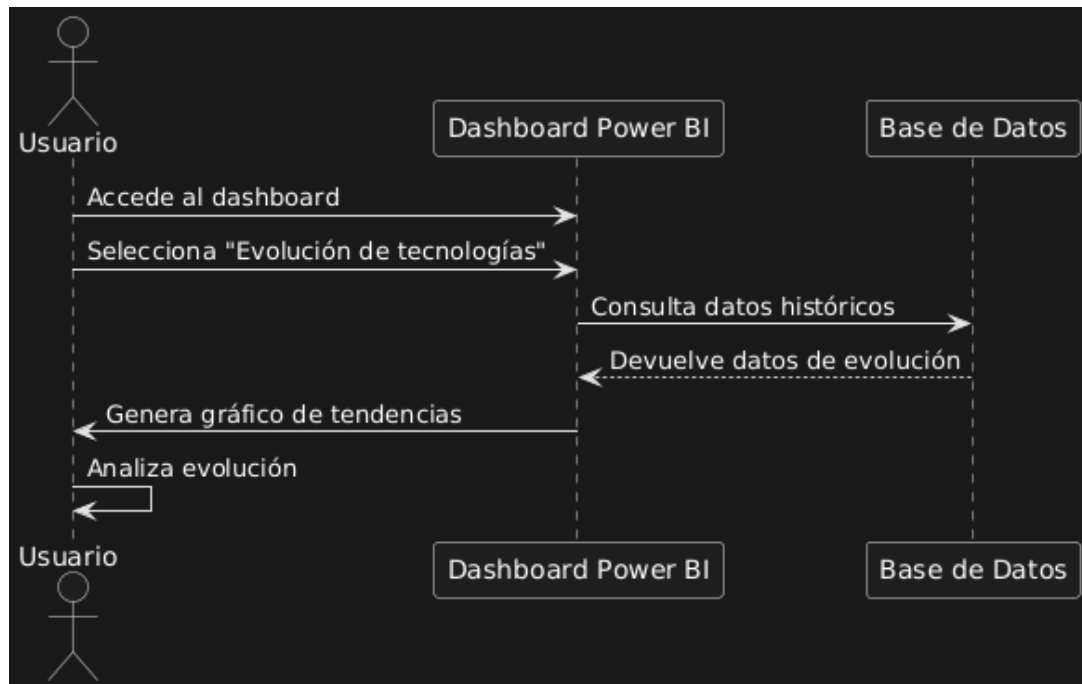 Usuario
Dashboard Power BI
Base de Datos
Accede al dashboard
Selecciona "Evolución de tecnologías"
Consulta datos históricos
Devuelve datos de evolución
Genera gráfico de tendencias
Analiza evolución
Usuario
Dashboard Power BI
Base de Datos